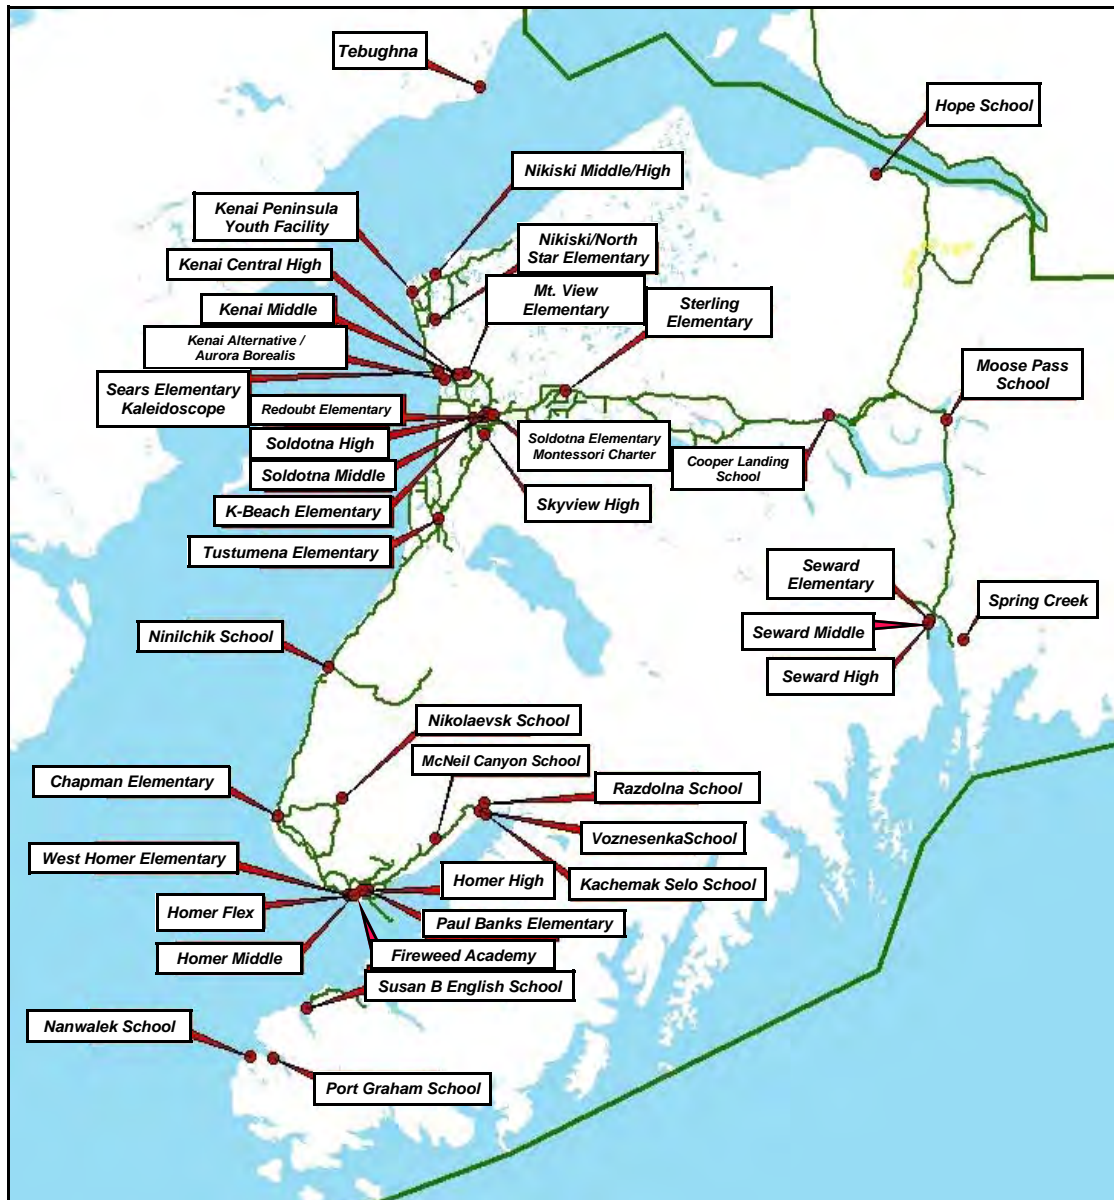 Tebughna
Hope School
Nikiski Middle/High
Kenai Peninsula
Youth Facility
Nikiski/North
Star Elementary
Kenai Central High
Mt. View
Elementary
Sterling
Elementary
Kenai Middle
Kenai Alternative /
Aurora Borealis
Moose Pass
School
Sears Elementary
Kaleidoscope
Redoubt Elementary
Soldotna High
Soldotna Elementary
Montessori Charter
Cooper Landing
School
Soldotna Middle
Skyview High
K-Beach Elementary
Tustumena Elementary
Seward
Elementary
Spring Creek
Seward Middle
Ninilchik School
Seward High
Nikolaevsk School
McNeil Canyon School
Chapman Elementary
Razdolna School
VoznesenkaSchool
West Homer Elementary
Homer High
Kachemak Selo School
Homer Flex
Paul Banks Elementary
Homer Middle
Fireweed Academy
Susan B English School
Nanwalek School
Port Graham School